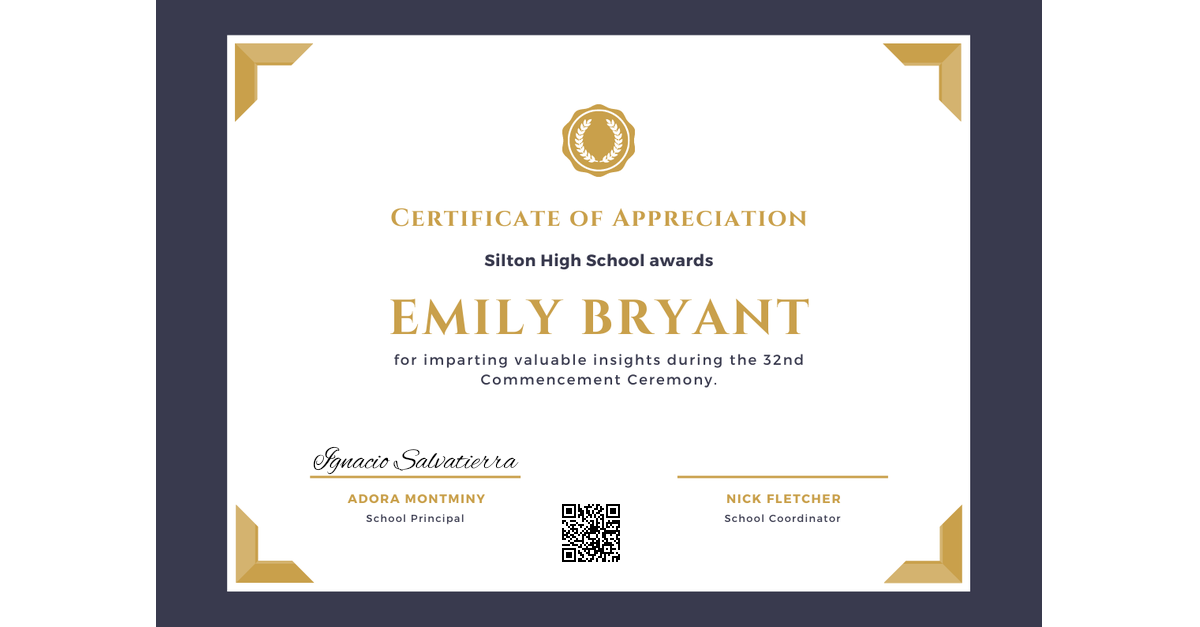 Certificate of Appreciation
Silton High School awards
EMILY BRYANT
for imparting valuable insights during the 32nd
Commencement Ceremony.
Ignacio Salvatierra
ADORA MONTMINY
School Principal
NICK FLETCHER
School Coordinator